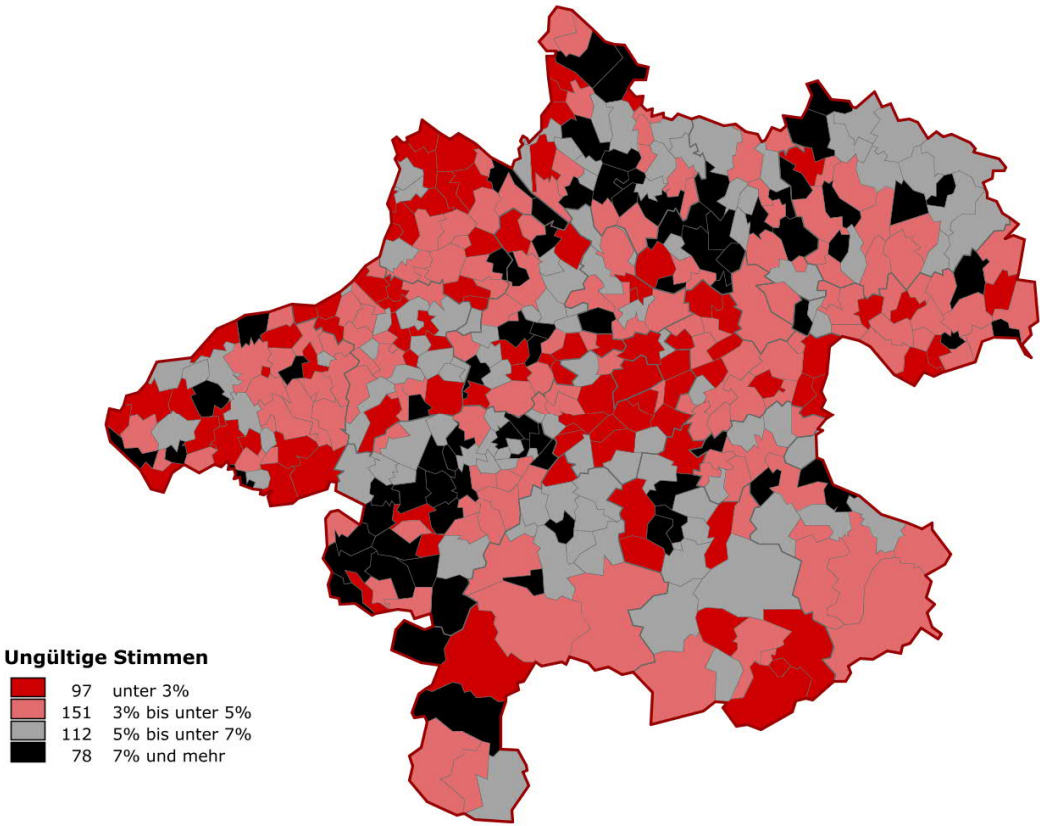 Ungültige Stimmen
97 unter 3%
151 3% bis unter 5%
112 5% bis unter 7%
78 7% und mehr